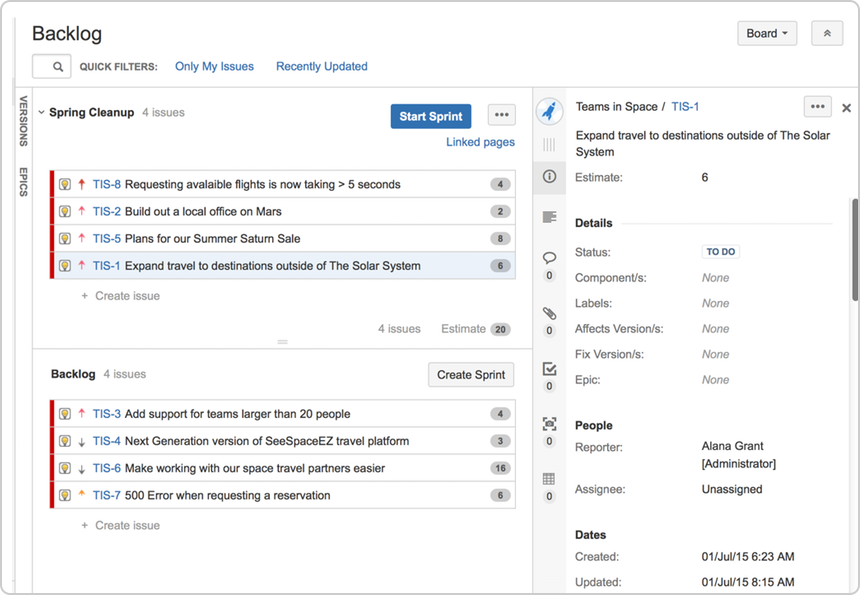 Backlog
Board
QUICK FILTERS: Only My Issues Recently Updated
VERSIONS
EPICS
Spring Cleanup 4 issues
Start Sprint
•••
Linked pages
TIS-8 Requesting avalaible flights is now taking > 5 seconds 4
TIS-2 Build out a local office on Mars 2
TIS-5 Plans for our Summer Saturn Sale 8
TIS-1 Expand travel to destinations outside of The Solar System 6
+ Create issue
4 issues Estimate 20
Backlog 4 issues
Create Sprint
TIS-3 Add support for teams larger than 20 people 4
TIS-4 Next Generation version of SeeSpaceEZ travel platform 3
TIS-6 Make working with our space travel partners easier 16
TIS-7 500 Error when requesting a reservation 6
+ Create issue
0
0
0
0
0
Teams in Space / TIS-1
•••
Expand travel to destinations outside of The Solar
System
Estimate: 6
Details
Status: TO DO
Component/s: None
Labels: None
Affects Version/s: None
Fix Version/s: None
Epic: None
People
Reporter: Alana Grant
[Administrator]
Assignee: Unassigned
Dates
Created: 01/Jul/15 6:23 AM
Updated: 01/Jul/15 8:15 AM